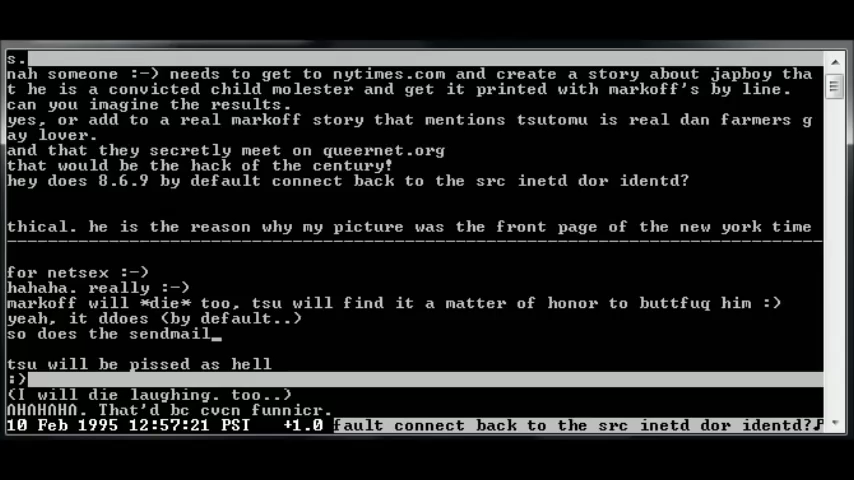 s.
nah someone :-) needs to get to nytimes.com and create a story about japboy tha
t he is a convicted child molester and get it printed with markoff's by line.
can you imagine the results.
yes, or add to a real markoff story that mentions tsutomu is real dan farmers g
ay lover.
and that they secretly meet on queernet.org
that would be the hack of the century!
hey does 8.6.9 by default connect back to the src inetd dor identd?
thical. he is the reason why my picture was the front page of the new york time
for netsex :-)
hahaha. really :-)
markoff will *die* too, tsu will find it a matter of honor to buttfuq him :)
yeah, it ddoes (by default..)
so does the sendmail_
tsu will be pissed as hell
:)
(I will die laughing. too..)
AHAHAHA. That'd be even funnier.
10 Feb 1995 12:57:21 PSI +1.0 fault connect back to the src inetd dor identd?♪